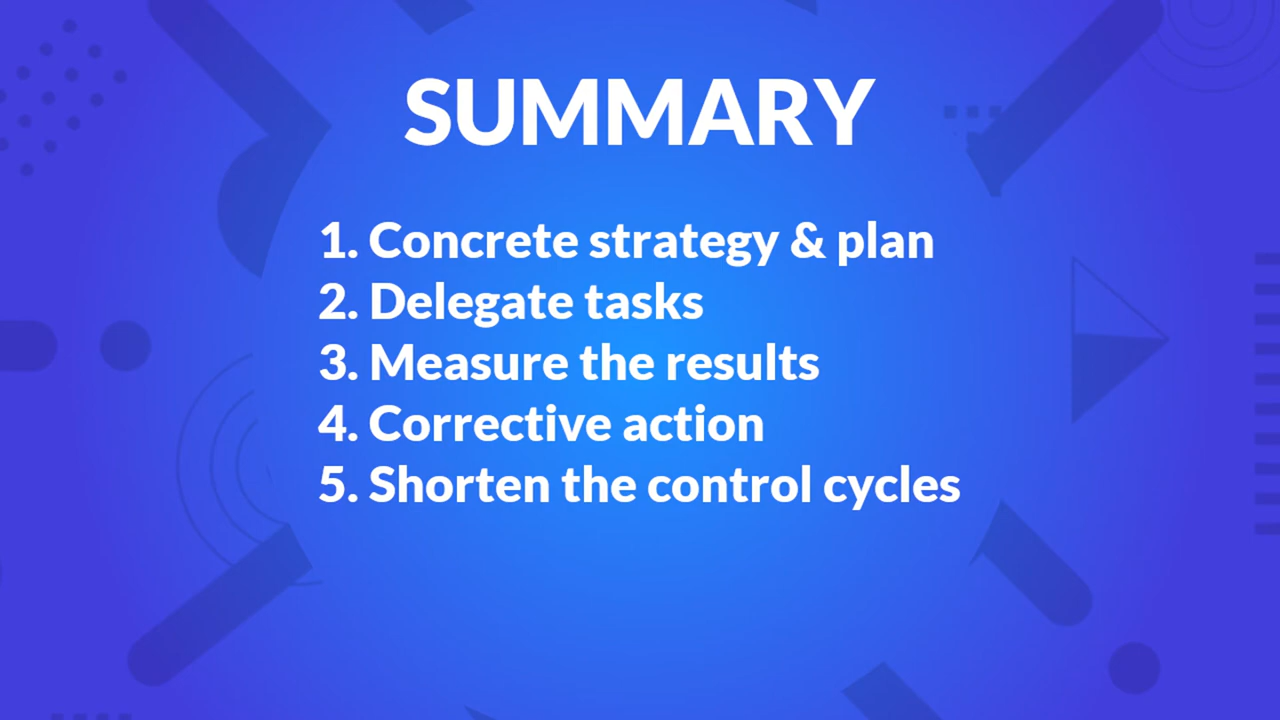 SUMMARY
1. Concrete strategy & plan
2. Delegate tasks
3. Measure the results
4. Corrective action
5. Shorten the control cycles